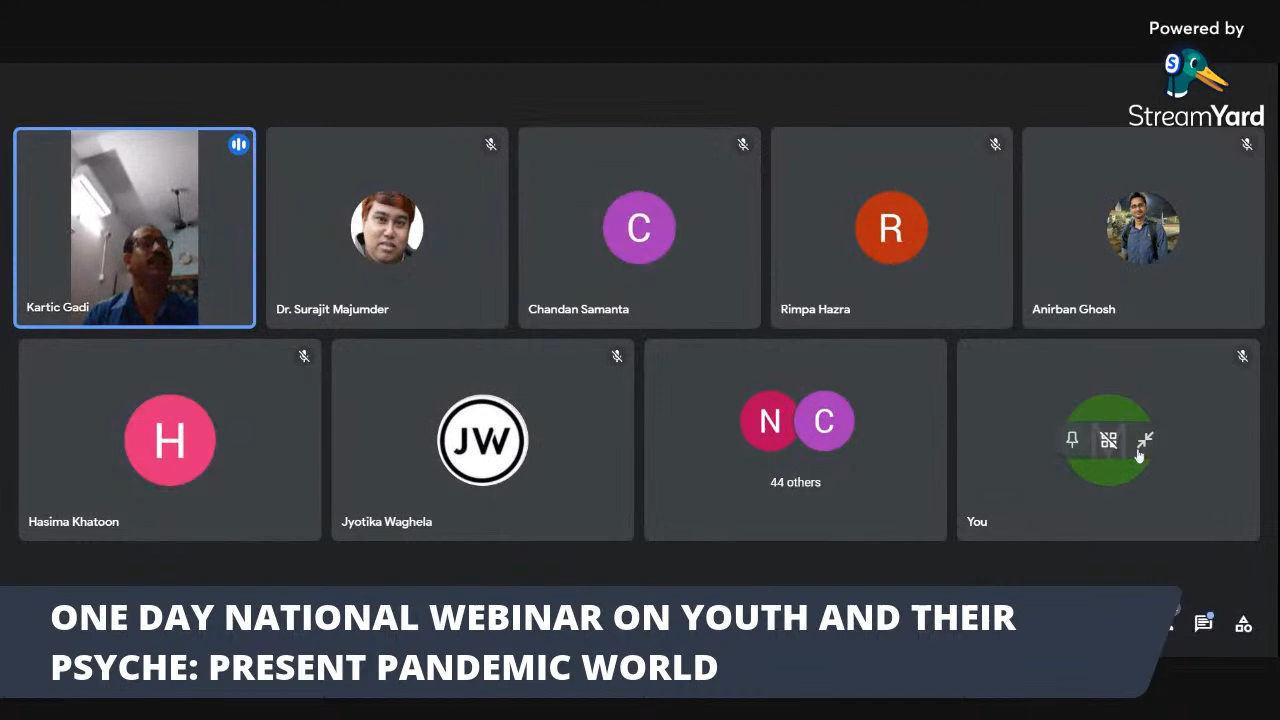 Powered by
S
StreamYard
Kartic Gadi
Dr. Surajit Majumder
C
Chandan Samanta
R
Rimpa Hazra
Anirban Ghosh
H
Hasima Khatoon
JW
Jyotika Waghela
N C
44 others
M
You
ONE DAY NATIONAL WEBINAR ON YOUTH AND THEIR
PSYCHE: PRESENT PANDEMIC WORLD